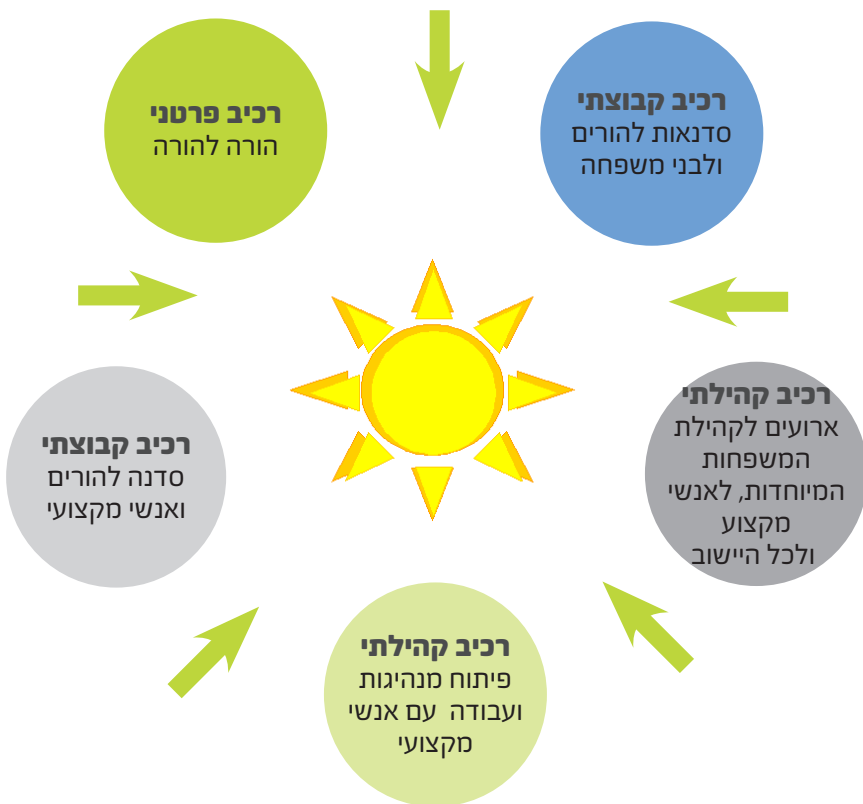 רכיב קבוצתי
סדנאות להורים
ולבני משפחה
רכיב פרטני
הורה להורה
רכיב קהילתי
ארועים לקהילת
המשפחות
המיוחדות, לאנשי
מקצוע
ולכל היישוב
רכיב קבוצתי
סדנה להורים
ואנשי מקצועי
רכיב קהילתי
פיתוח מנהיגות
ועבודה עם אנשי
מקצועי